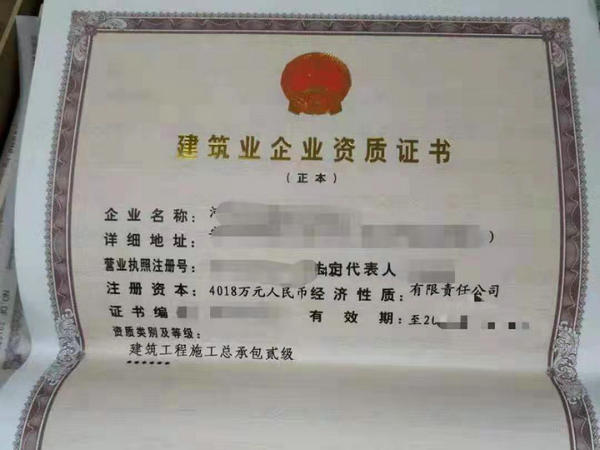 建筑业企业资质证书
（正本）
企业名称:
详细地址: )
营业执照注册号: 法定代表人
注册资本: 4018万元人民币 经济性质: 有限责任公司
证书编 有效期: 至20
资质类别及等级:
建筑工程施工总承包贰级
******